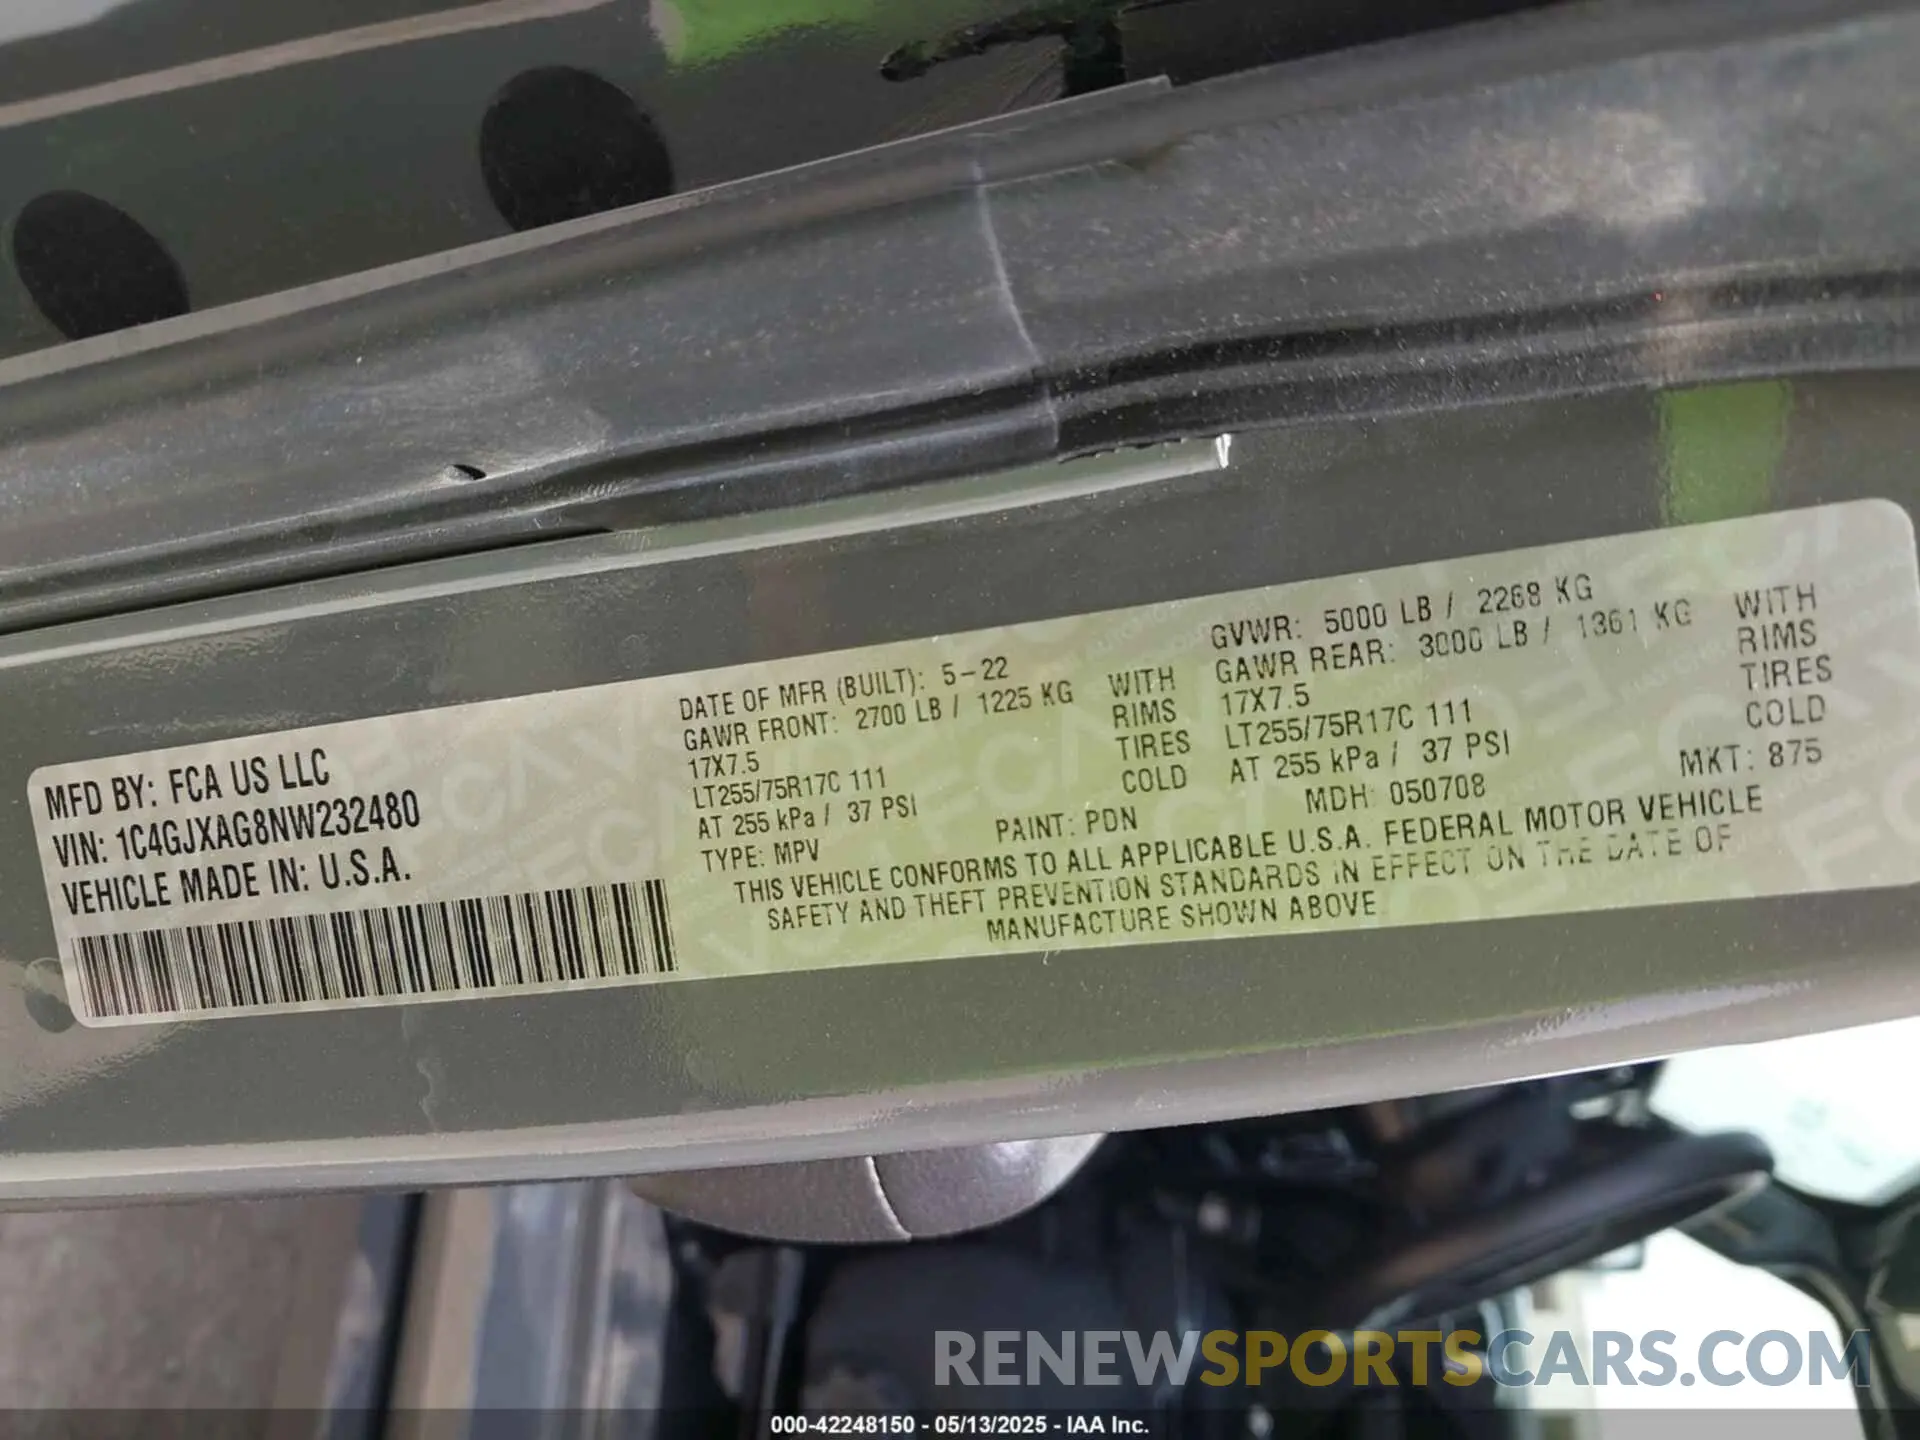 MFD BY: FCA US LLC
VIN: 1C4GJXAG8NW232480
VEHICLE MADE IN: U.S.A.
DATE OF MFR (BUILT): 5-22
GAWR FRONT: 2700 LB / 1225 KG WITH
17X7.5 RIMS
LT255/75R17C 111 TIRES
AT 255 kPa / 37 PSI COLD
TYPE: MPV
PAINT: PDN
GVWR: 5000 LB / 2268 KG
GAWR REAR: 3000 LB / 1361 KG WITH
17X7.5 RIMS
LT255/75R17C 111 TIRES
AT 255 kPa / 37 PSI COLD
MDH: 050708 MKT: 875
THIS VEHICLE CONFORMS TO ALL APPLICABLE U.S.A. FEDERAL MOTOR VEHICLE
SAFETY AND THEFT PREVENTION STANDARDS IN EFFECT ON THE DATE OF
MANUFACTURE SHOWN ABOVE
RENEWSPORTSCARS.COM
000-42248150 - 05/13/2025 - IAA Inc.